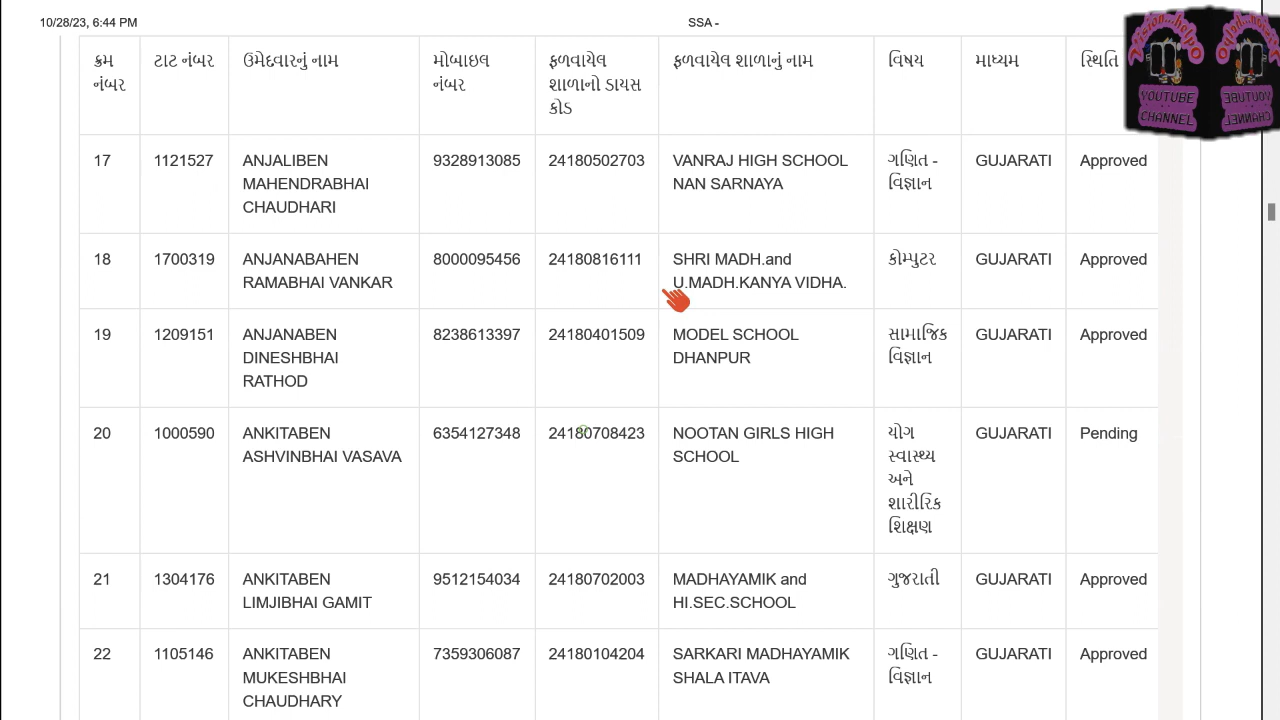 10/28/23, 6:44 PM
SSA -
ક્રમ નંબર
ટાટ નંબર
ઉમેદવારનું નામ
મોબાઇલ નંબર
ફળવાયેલ શાળાનો ડાયસ કોડ
ફળવાયેલ શાળાનું નામ
વિષય
માધ્યમ
સ્થિતિ
17
1121527
ANJALIBEN
MAHENDRABHAI
CHAUDHARI
9328913085
24180502703
VANRAJ HIGH SCHOOL
NAN SARNAYA
ગણિત -
વિજ્ઞાન
GUJARATI
Approved
18
1700319
ANJANABAHEN
RAMABHAI VANKAR
8000095456
24180816111
SHRI MADH.and
U.MADH.KANYA VIDHA.
કોમ્પુટર
GUJARATI
Approved
19
1209151
ANJANABEN
DINESHBHAI
RATHOD
8238613397
24180401509
MODEL SCHOOL
DHANPUR
સામાજિક
વિજ્ઞાન
GUJARATI
Approved
20
1000590
ANKITABEN
ASHVINBHAI VASAVA
6354127348
24180708423
NOOTAN GIRLS HIGH
SCHOOL
યોગ
સ્વાસ્થ્ય
અને
શારીરિક
શિક્ષણ
GUJARATI
Pending
21
1304176
ANKITABEN
LIMJIBHAI GAMIT
9512154034
24180702003
MADHAYAMIK and
HI.SEC.SCHOOL
ગુજરાતી
GUJARATI
Approved
22
1105146
ANKITABEN
MUKESHBHAI
CHAUDHARY
7359306087
24180104204
SARKARI MADHAYAMIK
SHALA ITAVA
ગણિત -
વિજ્ઞાન
GUJARATI
Approved
YOUTUBE
CHANNEL